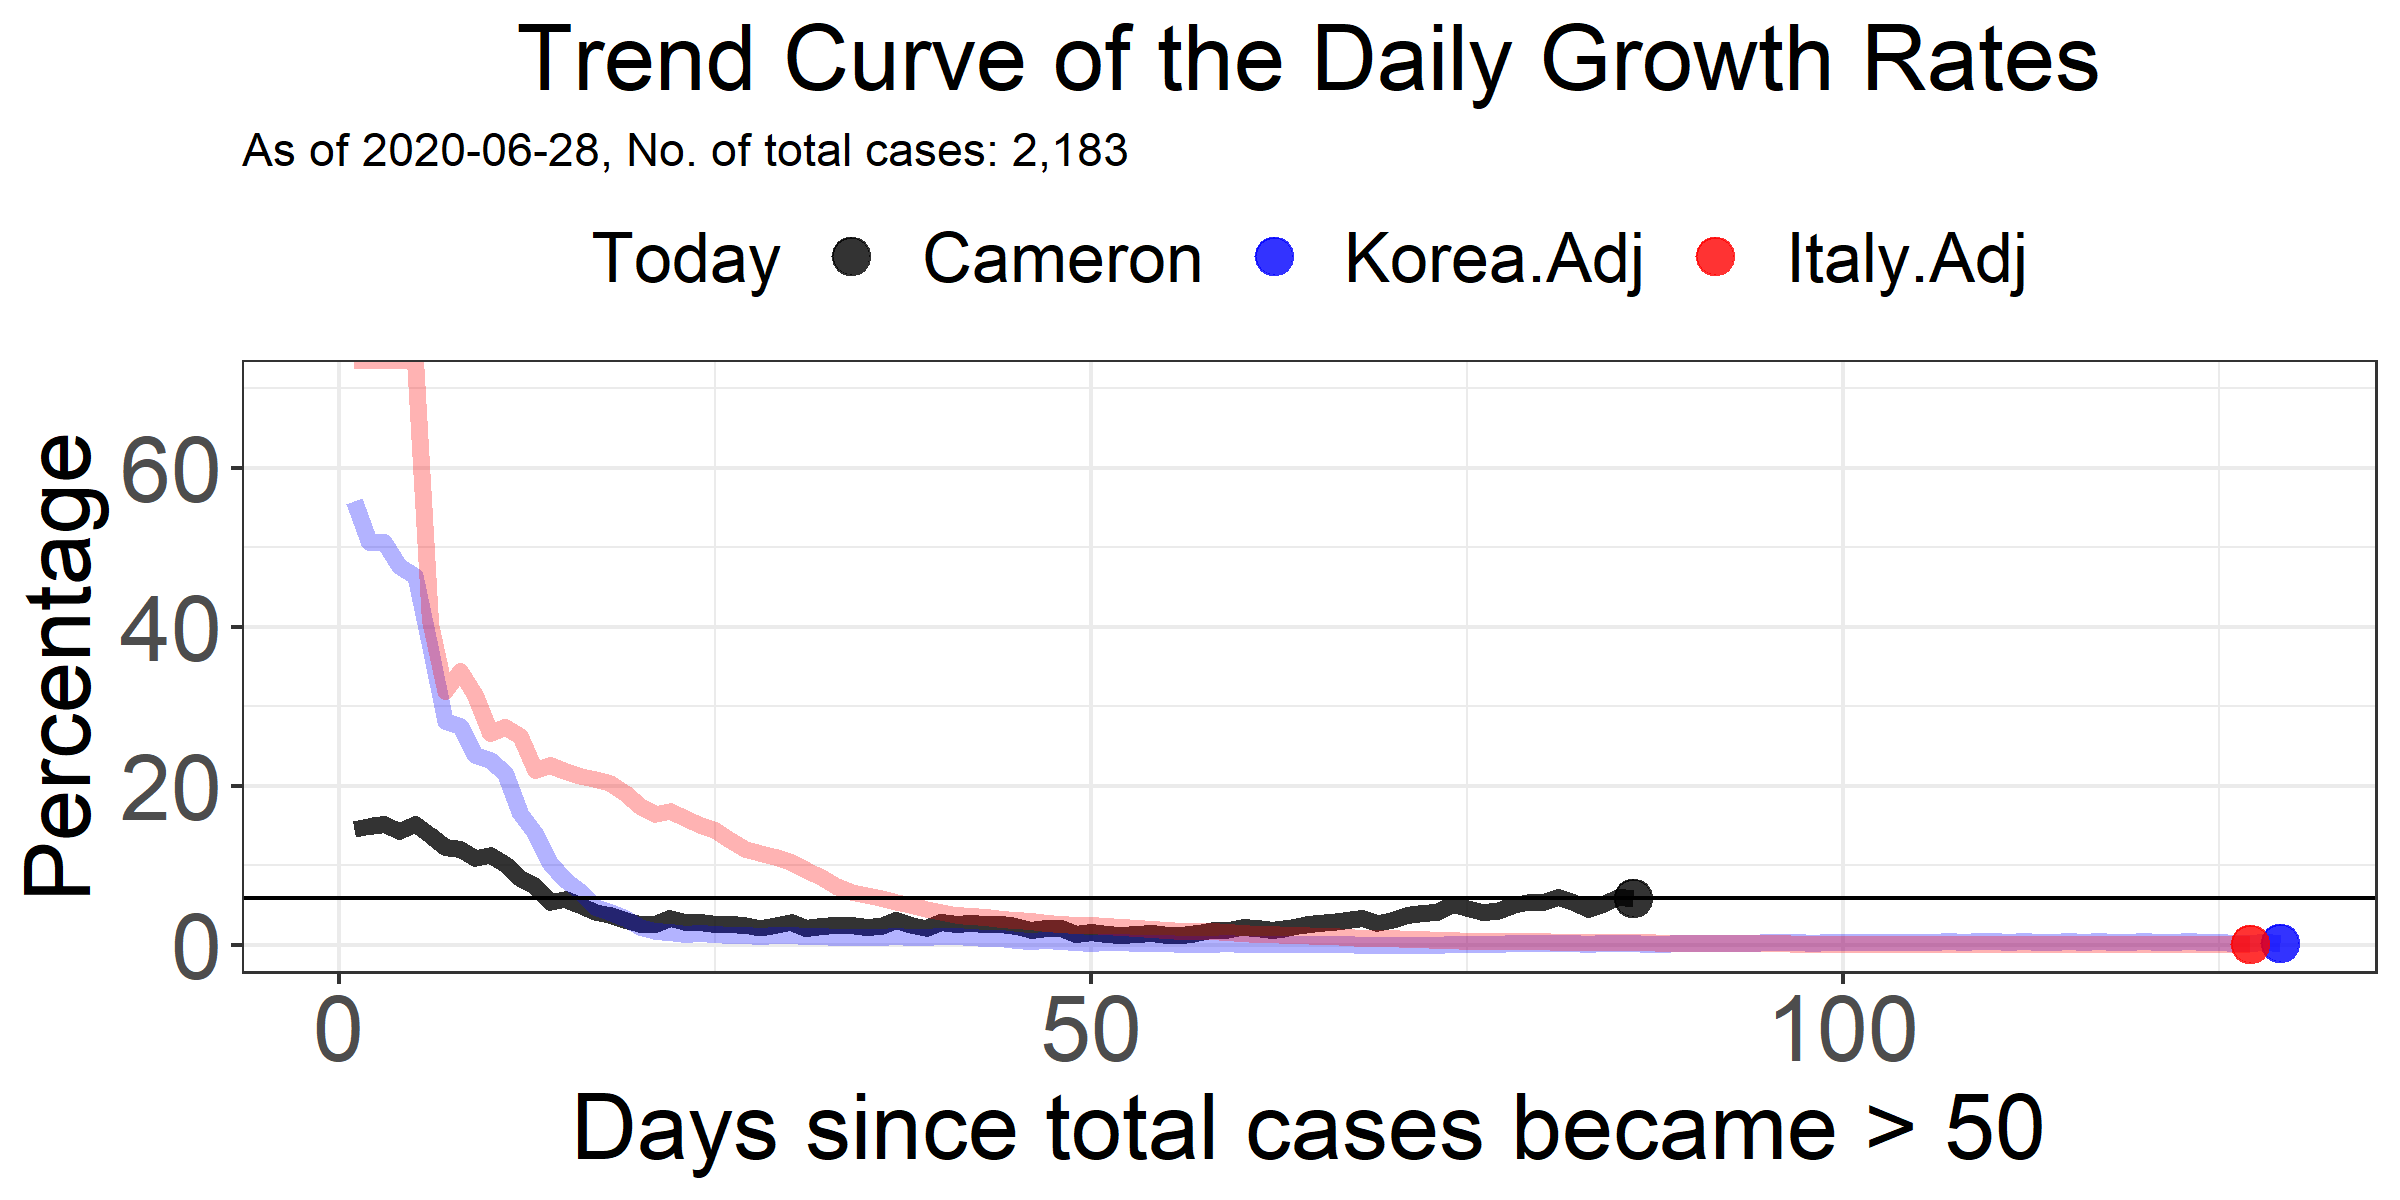 Trend Curve of the Daily Growth Rates
As of 2020-06-28, No. of total cases: 2,183
Today Cameron Korea.Adj Italy.Adj
Percentage
60
40
20
0
0 50 100
Days since total cases became > 50